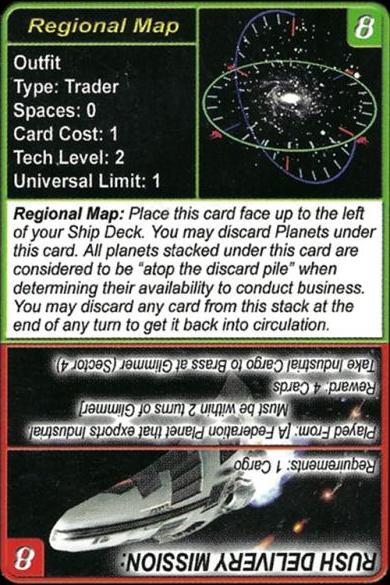 Regional Map
8
Outfit
Type: Trader
Spaces: 0
Card Cost: 1
Tech Level: 2
Universal Limit: 1
Regional Map: Place this card face up to the left
of your Ship Deck. You may discard Planets under
this card. All planets stacked under this card are
considered to be “atop the discard pile” when
determining their availability to conduct business.
You may discard any card from this stack at the
end of any turn to get it back into circulation.
RUSH DELIVERY MISSION:
8
Requirements: 1 Cargo
Played From: [A Federation Planet that exports Industrial,
Must be within 2 turns of Glimmer]
Reward: 4 Cards
Take Industrial Cargo to Brass at Glimmer (Sector 4)